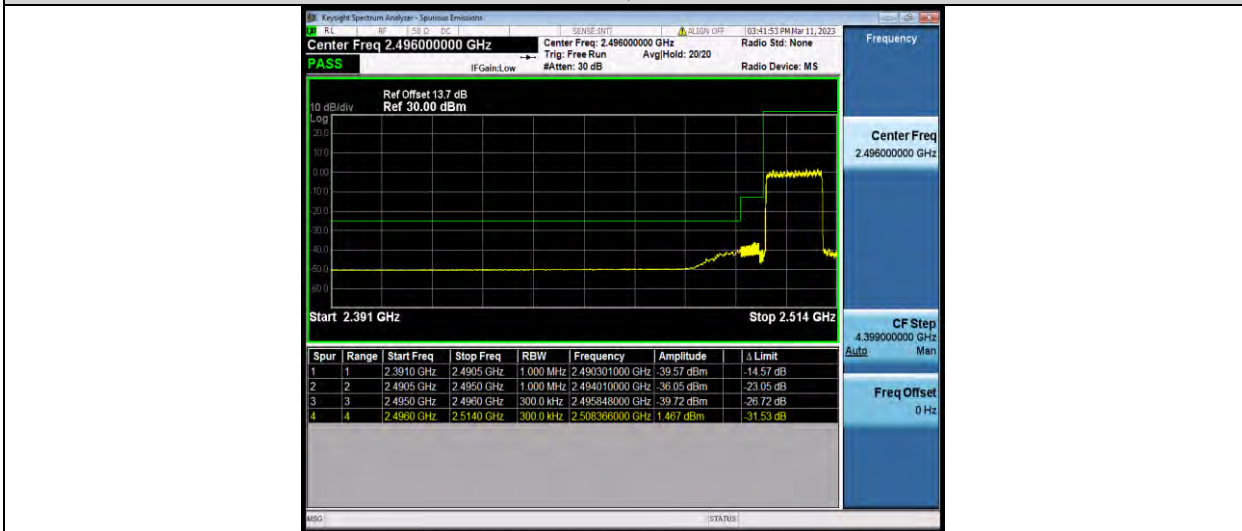 Keysight Spectrum Analyzer - Spurious Emissions
RL RF 50 Ω DC SENSE:INT ALIGN OFF 03:41:53 PM Mar 11, 2023
Center Freq 2.496000000 GHz
Center Freq: 2.496000000 GHz
Radio Std: None
Trig: Free Run Avg|Hold: 20/20
PASS
IFGain:Low
#Atten: 30 dB
Radio Device: MS
Frequency
Ref Offset 13.7 dB
10 dB/div Ref 30.00 dBm
Log
20.0
10.0
0.00
-10.0
-20.0
-30.0
-40.0
-50.0
-60.0
Start 2.391 GHz Stop 2.514 GHz
Center Freq
2.496000000 GHz
CF Step
4.399000000 GHz
Auto Man
Freq Offset
0 Hz
Spur Range Start Freq Stop Freq RBW Frequency Amplitude Δ Limit
1 1 2.3910 GHz 2.4905 GHz 1.000 MHz 2.490301000 GHz -39.57 dBm -14.57 dB
2 2 2.4905 GHz 2.4950 GHz 1.000 MHz 2.494010000 GHz -36.05 dBm -23.05 dB
3 3 2.4950 GHz 2.4960 GHz 300.0 kHz 2.495848000 GHz -39.72 dBm -26.72 dB
4 4 2.4960 GHz 2.5140 GHz 300.0 kHz 2.508366000 GHz 1.467 dBm -31.53 dB
MSG STATUS